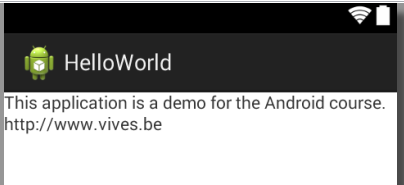 HelloWorld
This application is a demo for the Android course.
http://www.vives.be